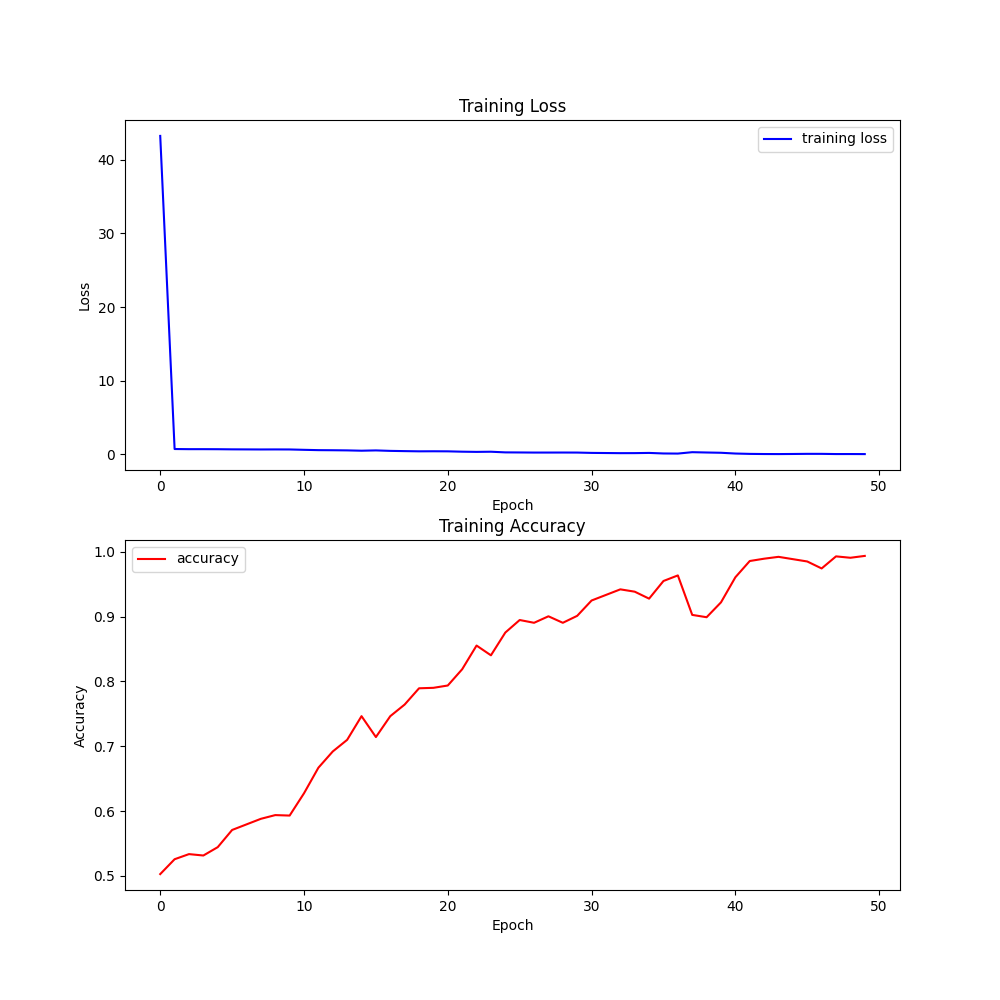 Training Loss
training loss
40
30
20
10
0
Loss
0 10 20 30 40 50
Epoch
Training Accuracy
accuracy
1.0
0.9
0.8
0.7
0.6
0.5
Accuracy
0 10 20 30 40 50
Epoch